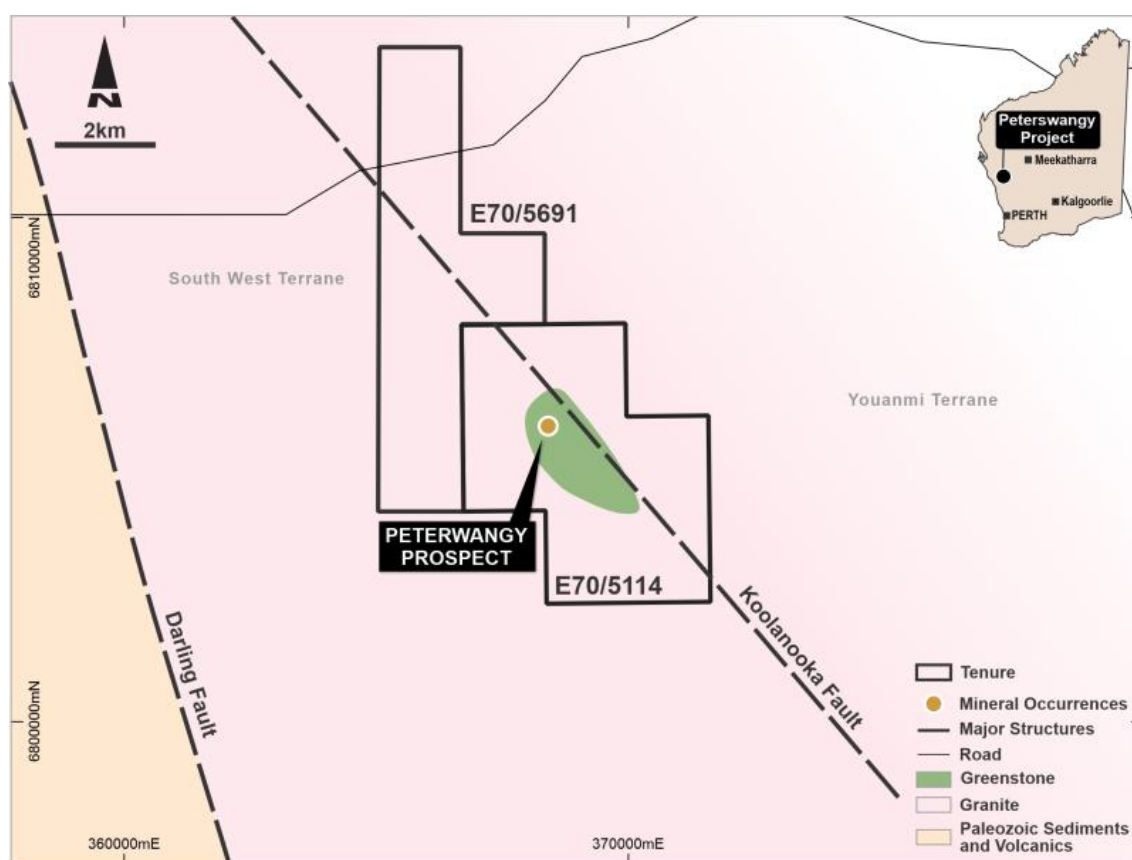 N
2km
Peterswangy
Project
Meekatharra
Kalgoorlie
PERTH
6810000mN
E70/5691
South West Terrane
Youanmi Terrane
PETERWANGY
PROSPECT
E70/5114
Darling Fault
Koolanooka Fault
6800000mN
Tenure
Mineral Occurrences
Major Structures
Road
Greenstone
Granite
Paleozoic Sediments
and Volcanics
360000mE
370000mE